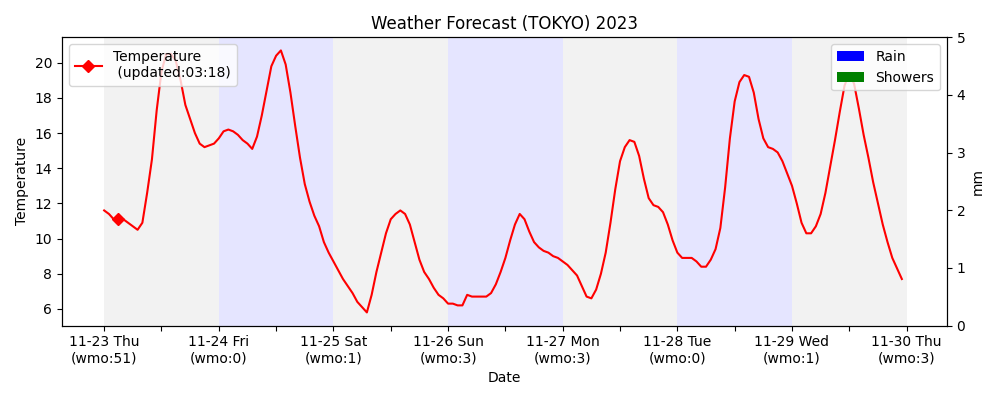 Weather Forecast (TOKYO) 2023
Temperature
(updated:03:18)
Rain
Showers
20
18
16
14
12
10
8
6
Temperature
5
4
3
2
1
0
mm
11-23 Thu 11-24 Fri 11-25 Sat 11-26 Sun 11-27 Mon 11-28 Tue 11-29 Wed 11-30 Thu
(wmo:51) (wmo:0) (wmo:1) (wmo:3) (wmo:3) (wmo:0) (wmo:1) (wmo:3)
Date